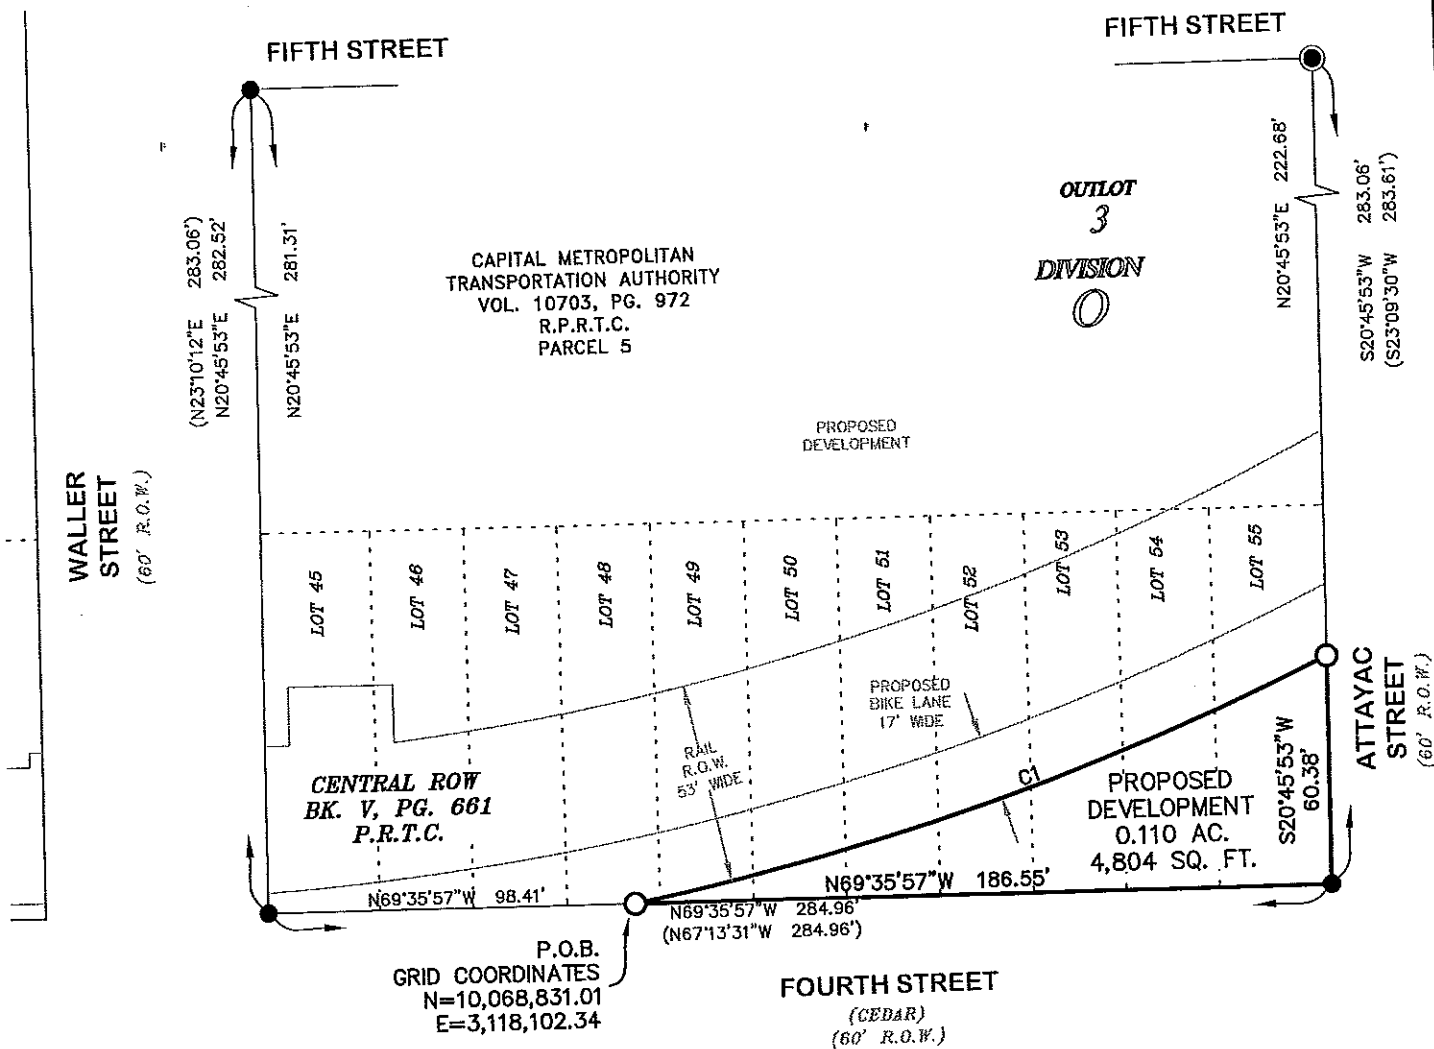 FIFTH STREET
FIFTH STREET
(N23°10'12"E 283.06')
N20°45'53"E 282.52'
N20°45'53"E 281.31'
CAPITAL METROPOLITAN
TRANSPORTATION AUTHORITY
VOL. 10703, PG. 972
R.P.R.T.C.
PARCEL 5
OUTLOT
3
DIVISION
O
N20°45'53"E 222.68'
S20°45'53"W 283.06'
(S23°09'30"W 283.61')
PROPOSED
DEVELOPMENT
WALLER
STREET
(60' R.O.W.)
LOT 45
LOT 46
LOT 47
LOT 48
LOT 49
LOT 50
LOT 51
LOT 52
LOT 53
LOT 54
LOT 55
PROPOSED
BIKE LANE
17' WIDE
RAIL
R.O.W.
53' WIDE
CENTRAL ROW
BK. V, PG. 661
P.R.T.C.
C1
PROPOSED
DEVELOPMENT
0.110 AC.
4,804 SQ. FT.
S20°45'53"W
60.38'
ATTAYAC
STREET
(60' R.O.W.)
N69°35'57"W 98.41'
N69°35'57"W 186.55'
N69°35'57"W 284.96'
(N67°13'31"W 284.96')
P.O.B.
GRID COORDINATES
N=10,068,831.01
E=3,118,102.34
FOURTH STREET
(CEDAR)
(60' R.O.W.)